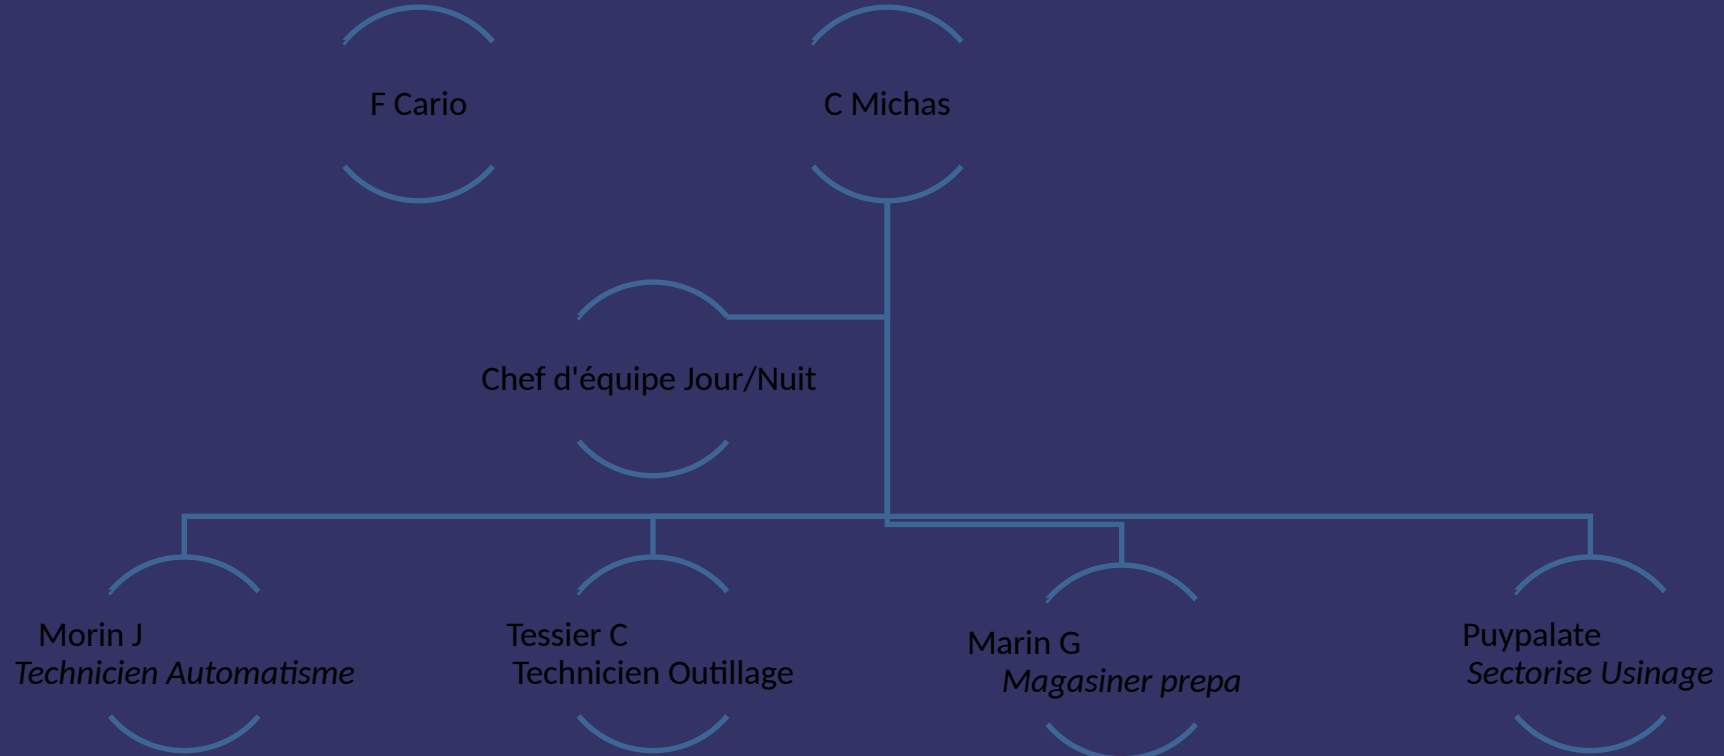 F Cario
C Michas
Chef d'équipe Jour/Nuit
Morin J
Technicien Automatisme
Tessier C
Technicien Outillage
Marin G
Magasiner prepa
Puypalate
Sectorise Usinage